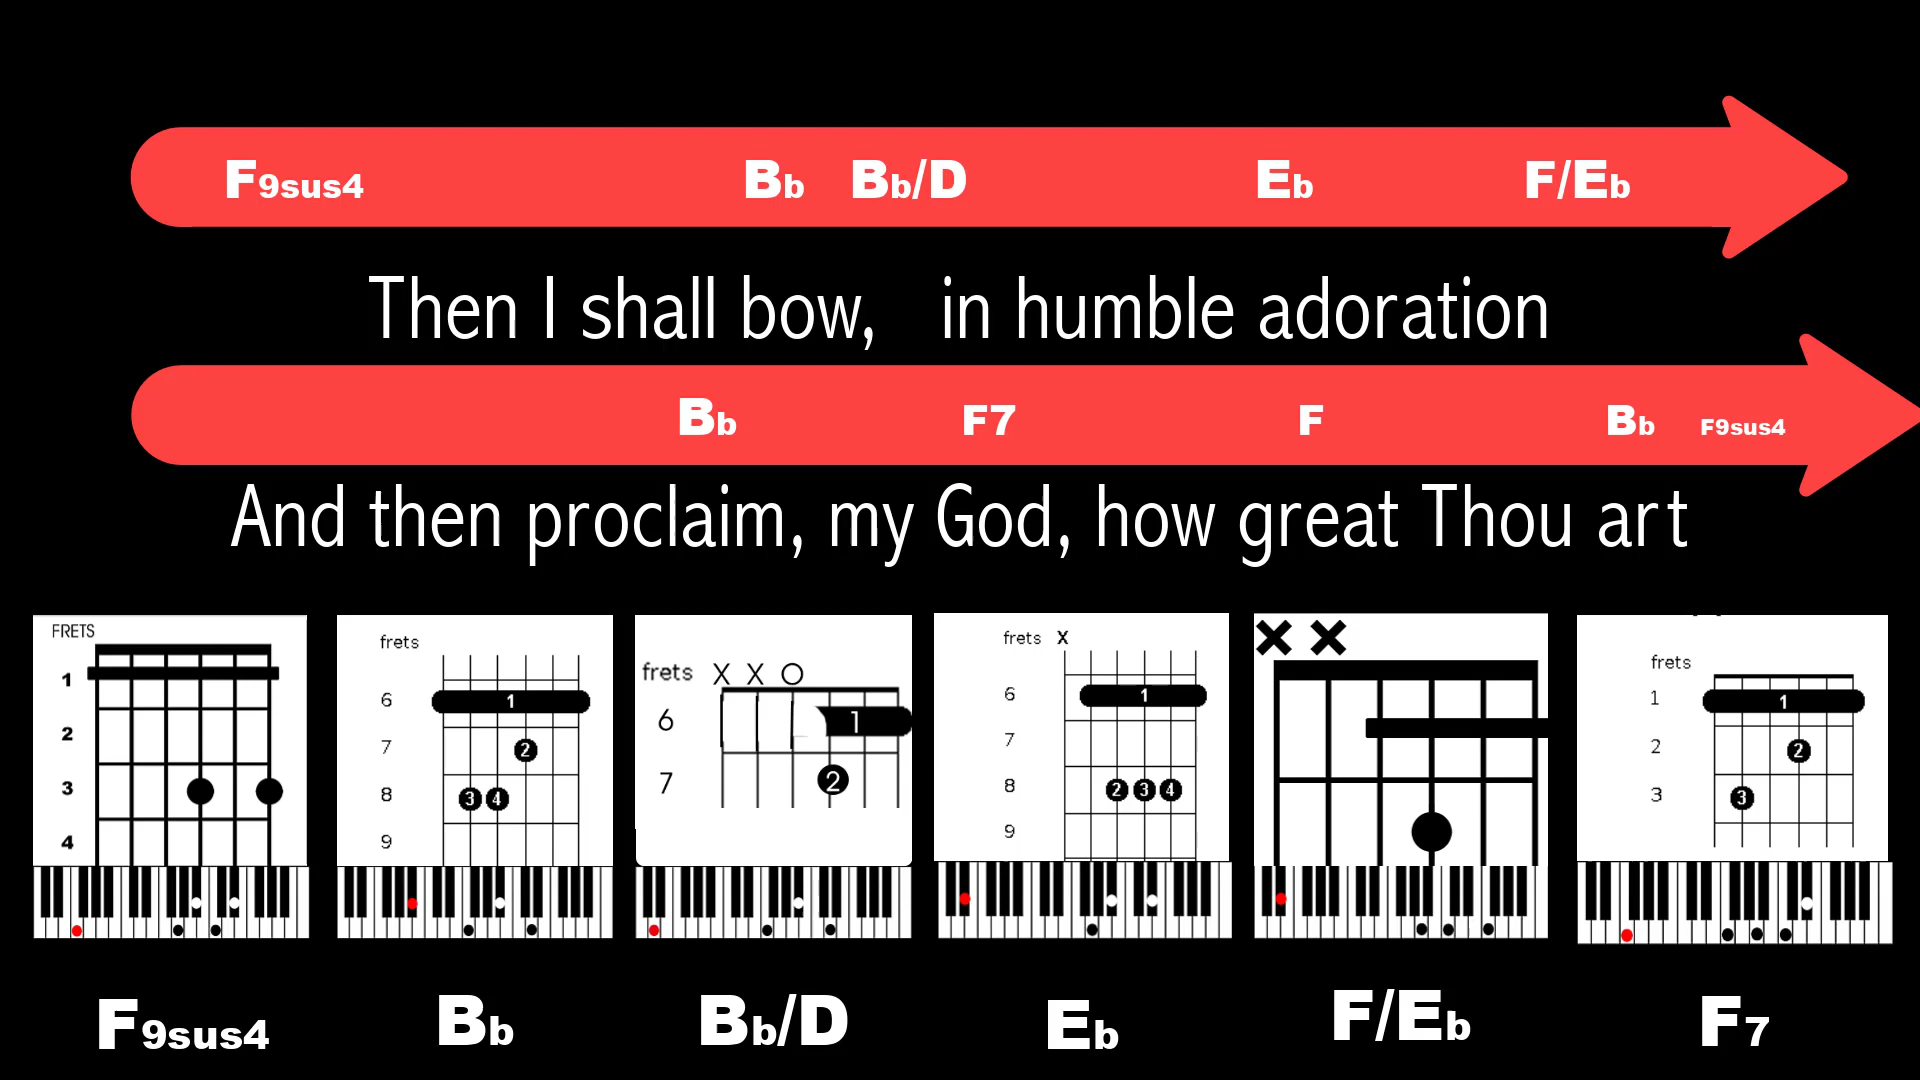 F9sus4 Bb Bb/D Eb F/Eb
Then I shall bow, in humble adoration
Bb F7 F Bb F9sus4
And then proclaim, my God, how great Thou art
FRETS
1
2
3
4
frets
6 1
7 2
8 3 4
9
frets X X O
6 1
7 2
frets X
6 1
7
8 2 3 4
9
X X
frets
1 1
2 2
3 3
F9sus4 Bb Bb/D Eb F/Eb F7